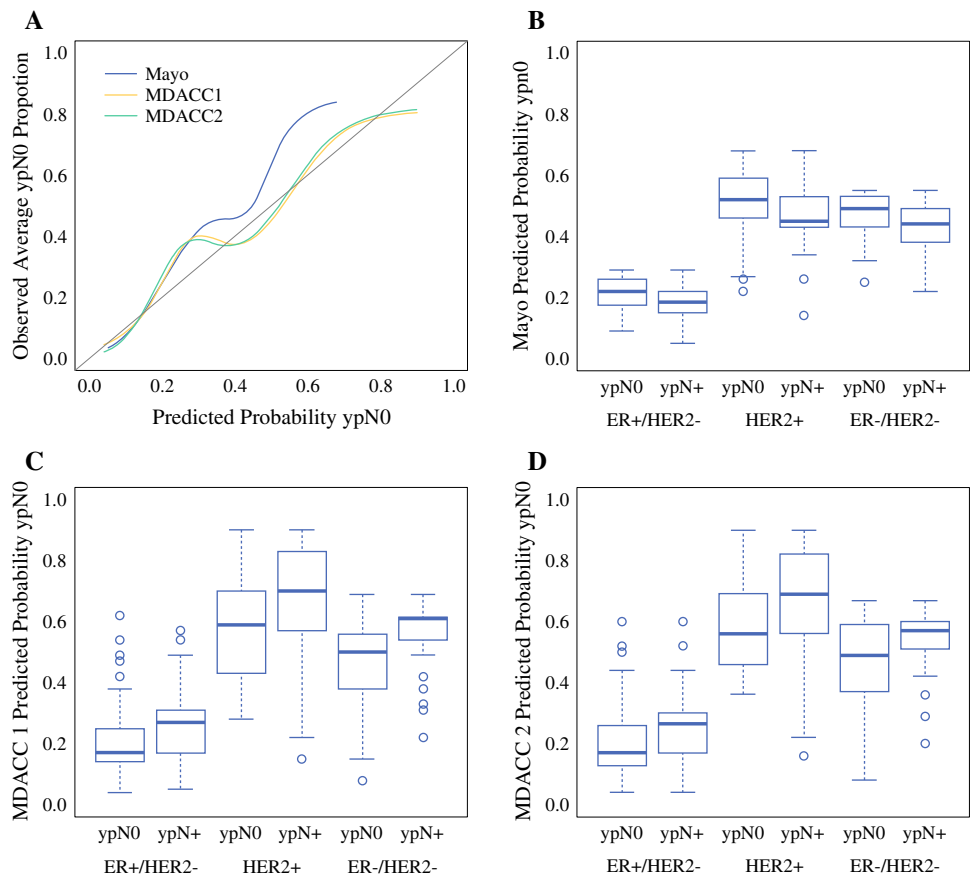 A
Observed Average ypN0 Propotion
1.0
0.8
0.6
0.4
0.2
0.0
Mayo
MDACC1
MDACC2
0.0 0.2 0.4 0.6 0.8 1.0
Predicted Probability ypN0
B
Mayo Predicted Probability ypn0
1.0
0.8
0.6
0.4
0.2
0.0
ypN0 ypN+ ypN0 ypN+ ypN0 ypN+
ER+/HER2- HER2+ ER-/HER2-
C
MDACC 1 Predicted Probability ypN0
1.0
0.8
0.6
0.4
0.2
0.0
ypN0 ypN+ ypN0 ypN+ ypN0 ypN+
ER+/HER2- HER2+ ER-/HER2-
D
MDACC 2 Predicted Probability ypN0
1.0
0.8
0.6
0.4
0.2
0.0
ypN0 ypN+ ypN0 ypN+ ypN0 ypN+
ER+/HER2- HER2+ ER-/HER2-